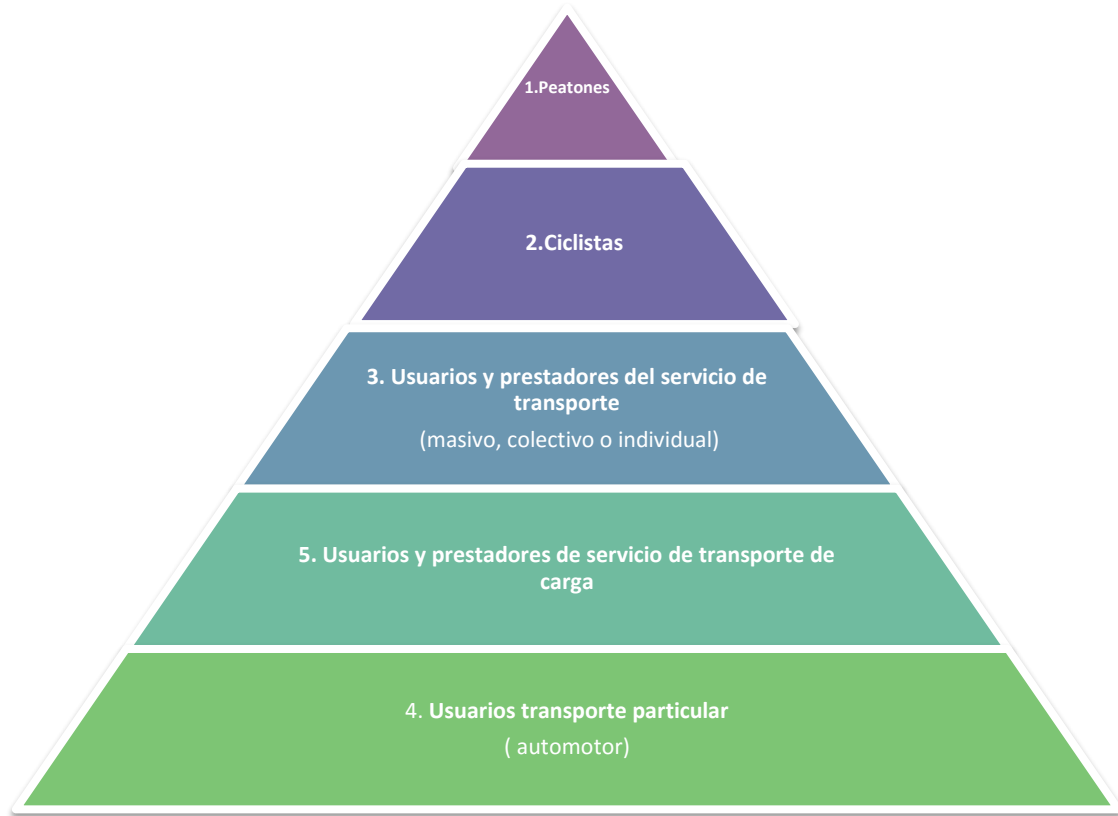 1.Peatones
2.Ciclistas
3. Usuarios y prestadores del servicio de
transporte
(masivo, colectivo o individual)
5. Usuarios y prestadores de servicio de transporte de
carga
4. Usuarios transporte particular
( automotor)